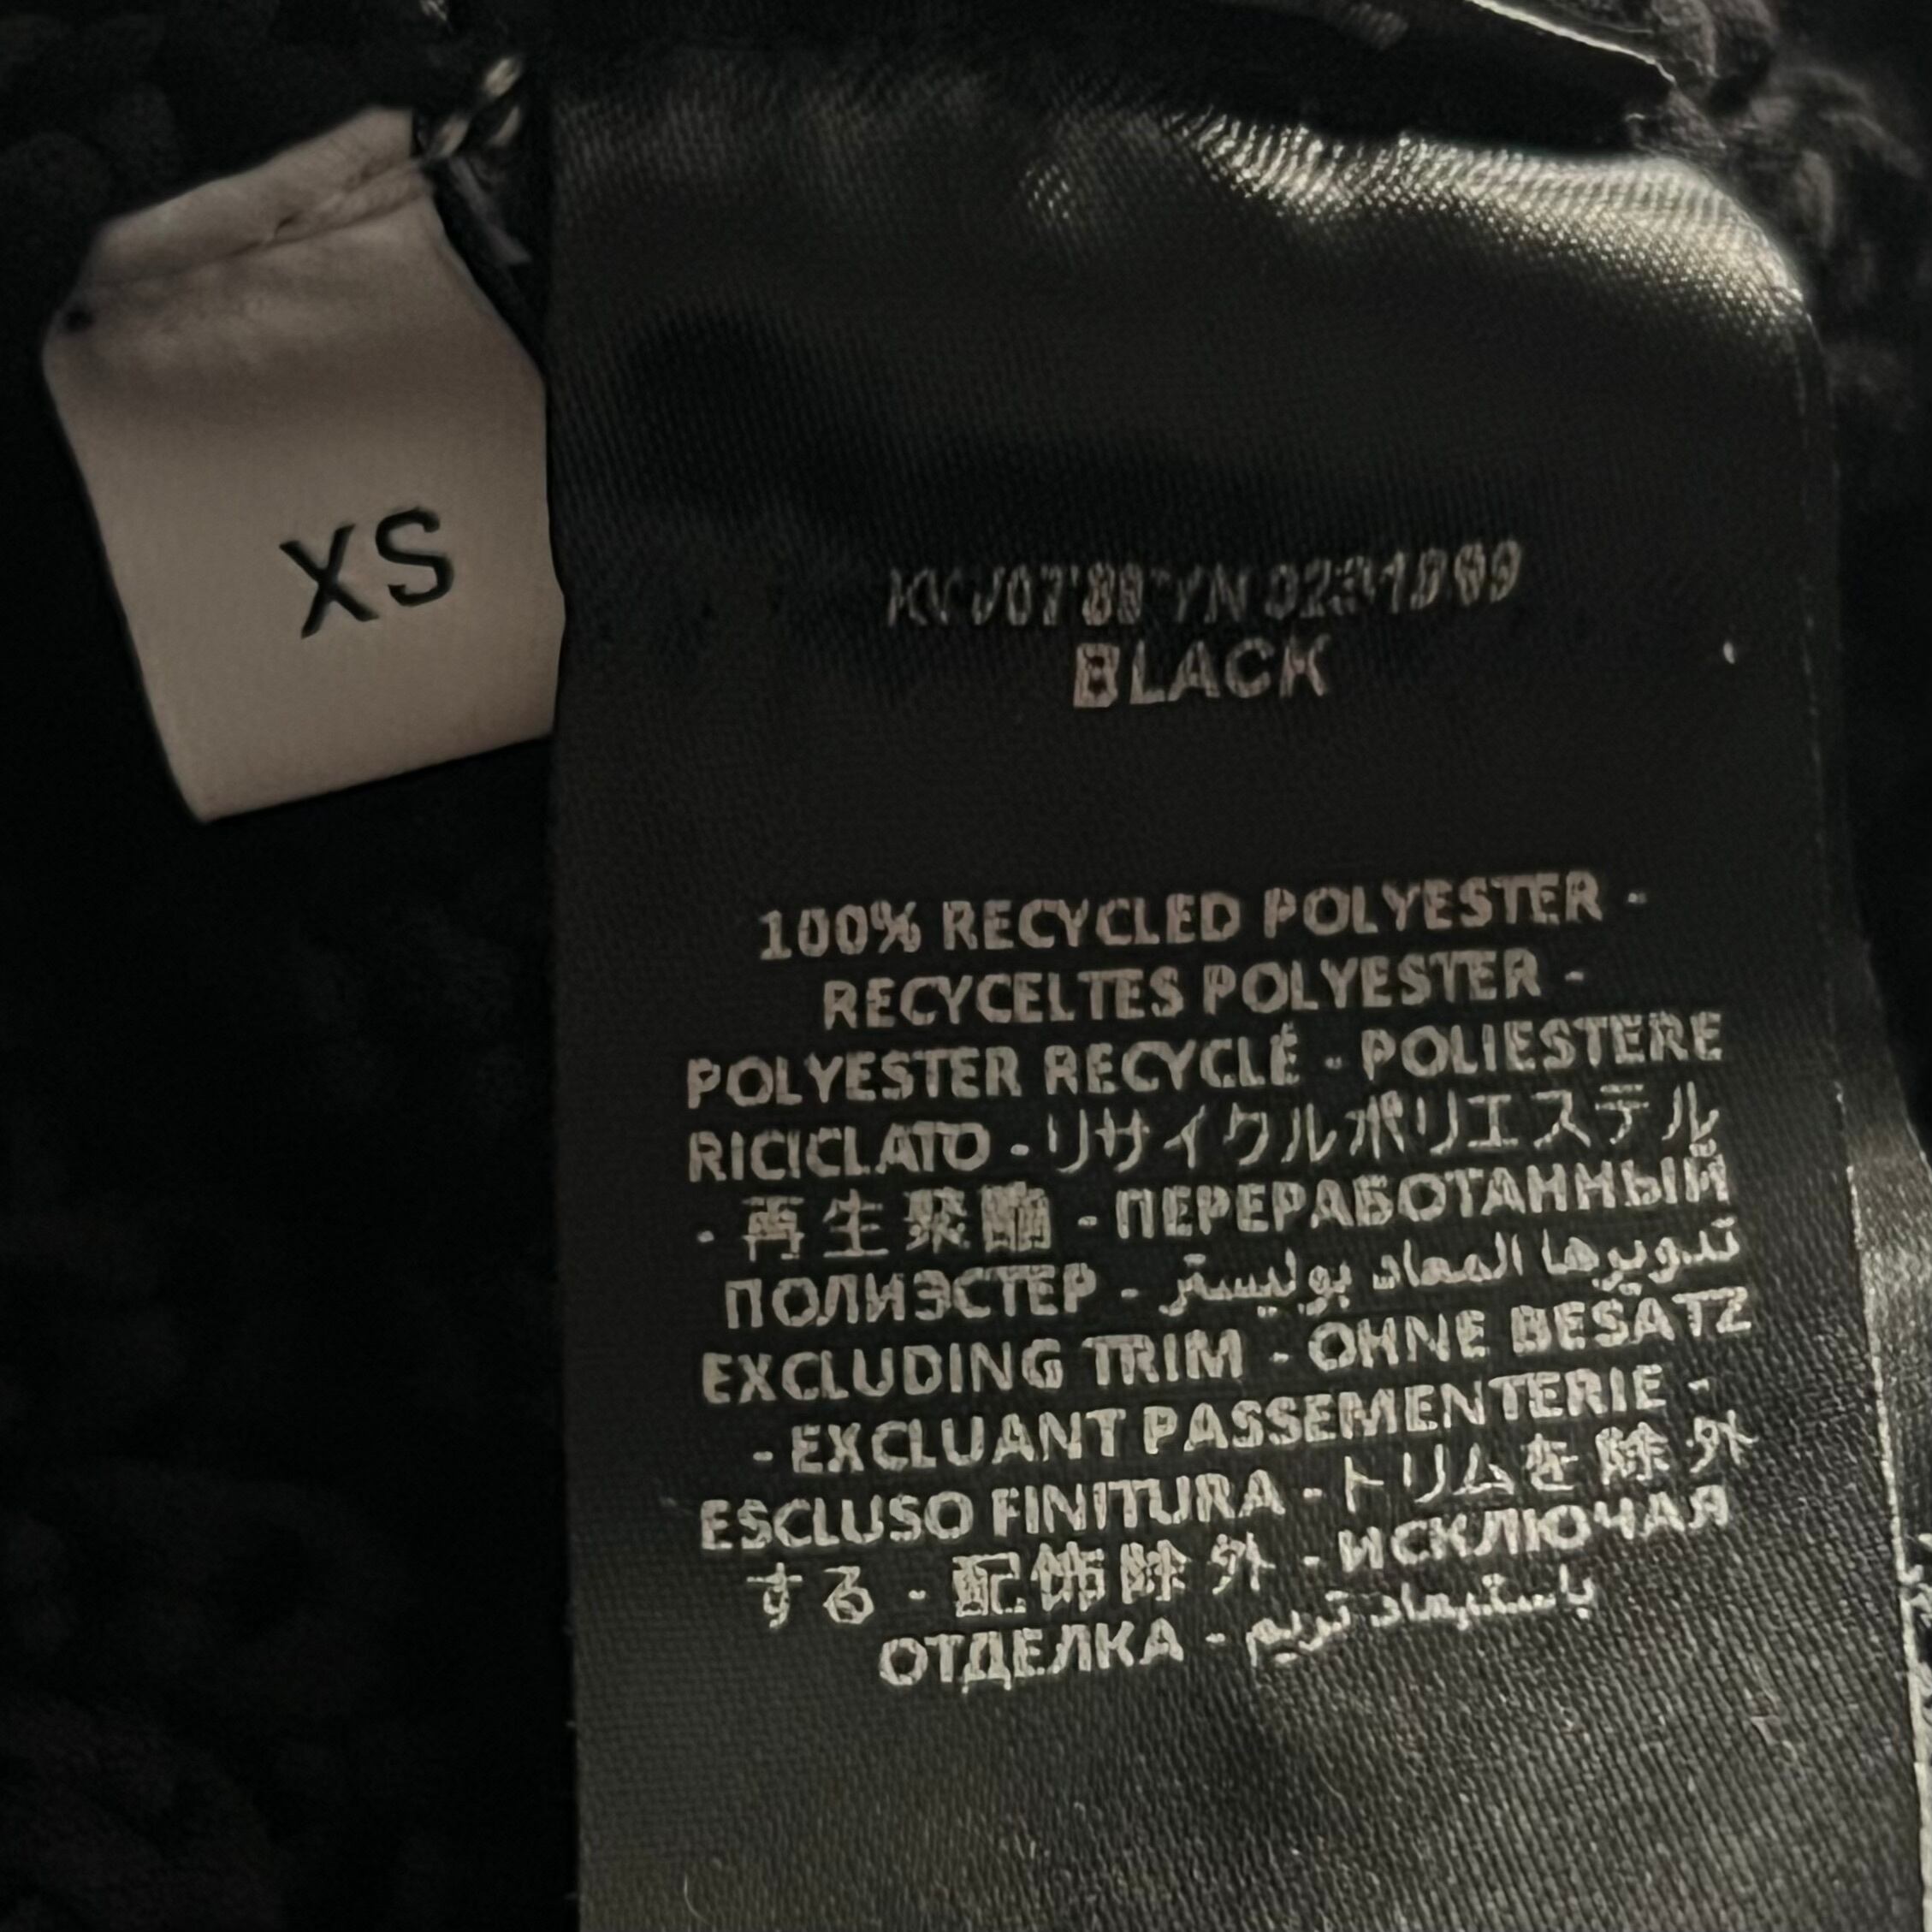 XS
BLACK
100% RECYCLED POLYESTER -
RECYCELTES POLYESTER -
POLYESTER RECYCLÉ - POLIESTERE
RICICLATO - リサイクルポリエステル
- 再生聚酯 - ПЕРЕРАБОТАННЫЙ
ПОЛИЭСТЕР - تدويرها المعاد بوليستر
EXCLUDING TRIM - OHNE BESATZ
- EXCLUANT PASSEMENTERIE -
ESCLUSO FINITURA - トリムを除外
する - 配饰除外 - ИСКЛЮЧАЯ
ОТДЕЛКА - باستبعاد تريم